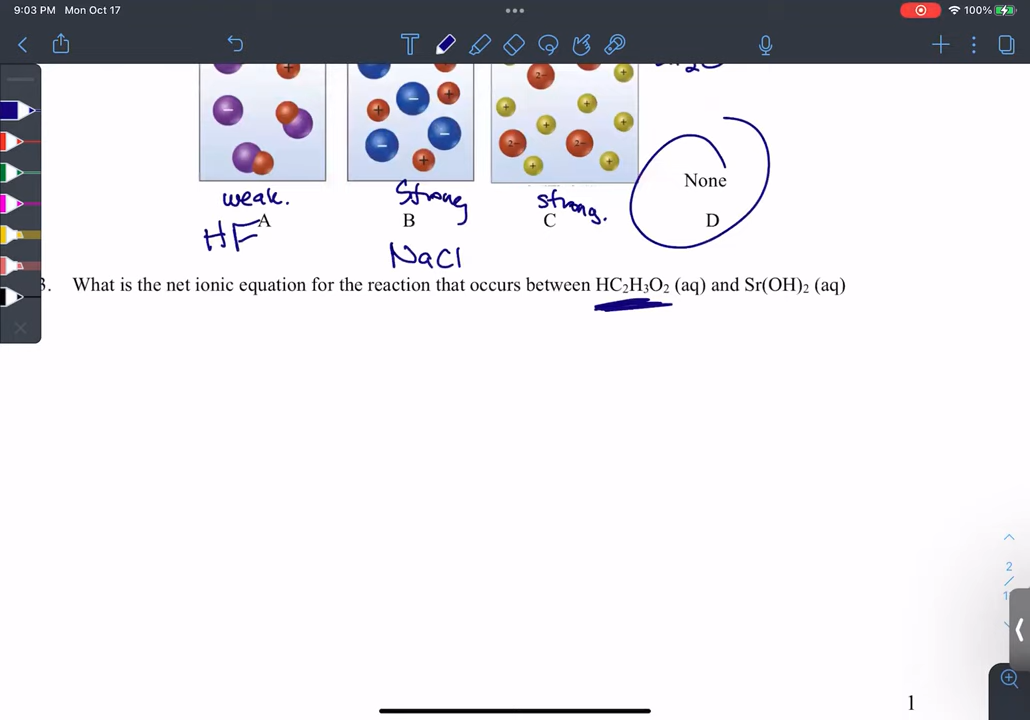 9:03 PM Mon Oct 17
100%
T
None
weak. Strong strong.
A B C D
HF NaCl
3. What is the net ionic equation for the reaction that occurs between HC₂H₃O₂ (aq) and Sr(OH)₂ (aq)
2
/
1
1